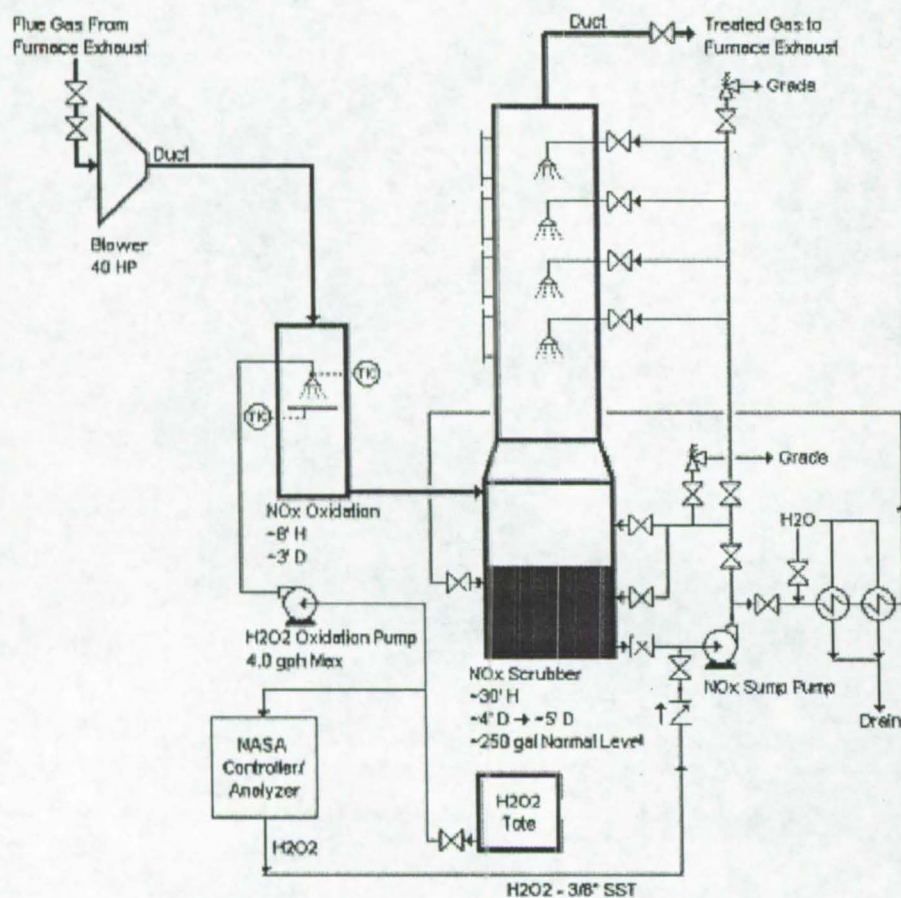 Flue Gas From
Furnace Exhaust
Duct
Treated Gas to
Furnace Exhaust
Grade
Duct
Blower
40 HP
TIC
TIC
Grade
NOx Oxidation
~8' H
~3' D
H2O
H2O2 Oxidation Pump
4.0 gph Max
NOx Scrubber
~30' H
~4' D → ~5' D
~250 gal Normal Level
NOx Sump Pump
Drain
NASA
Controller/
Analyzer
H2O2
Tote
H2O2
H2O2 - 3/8" SST